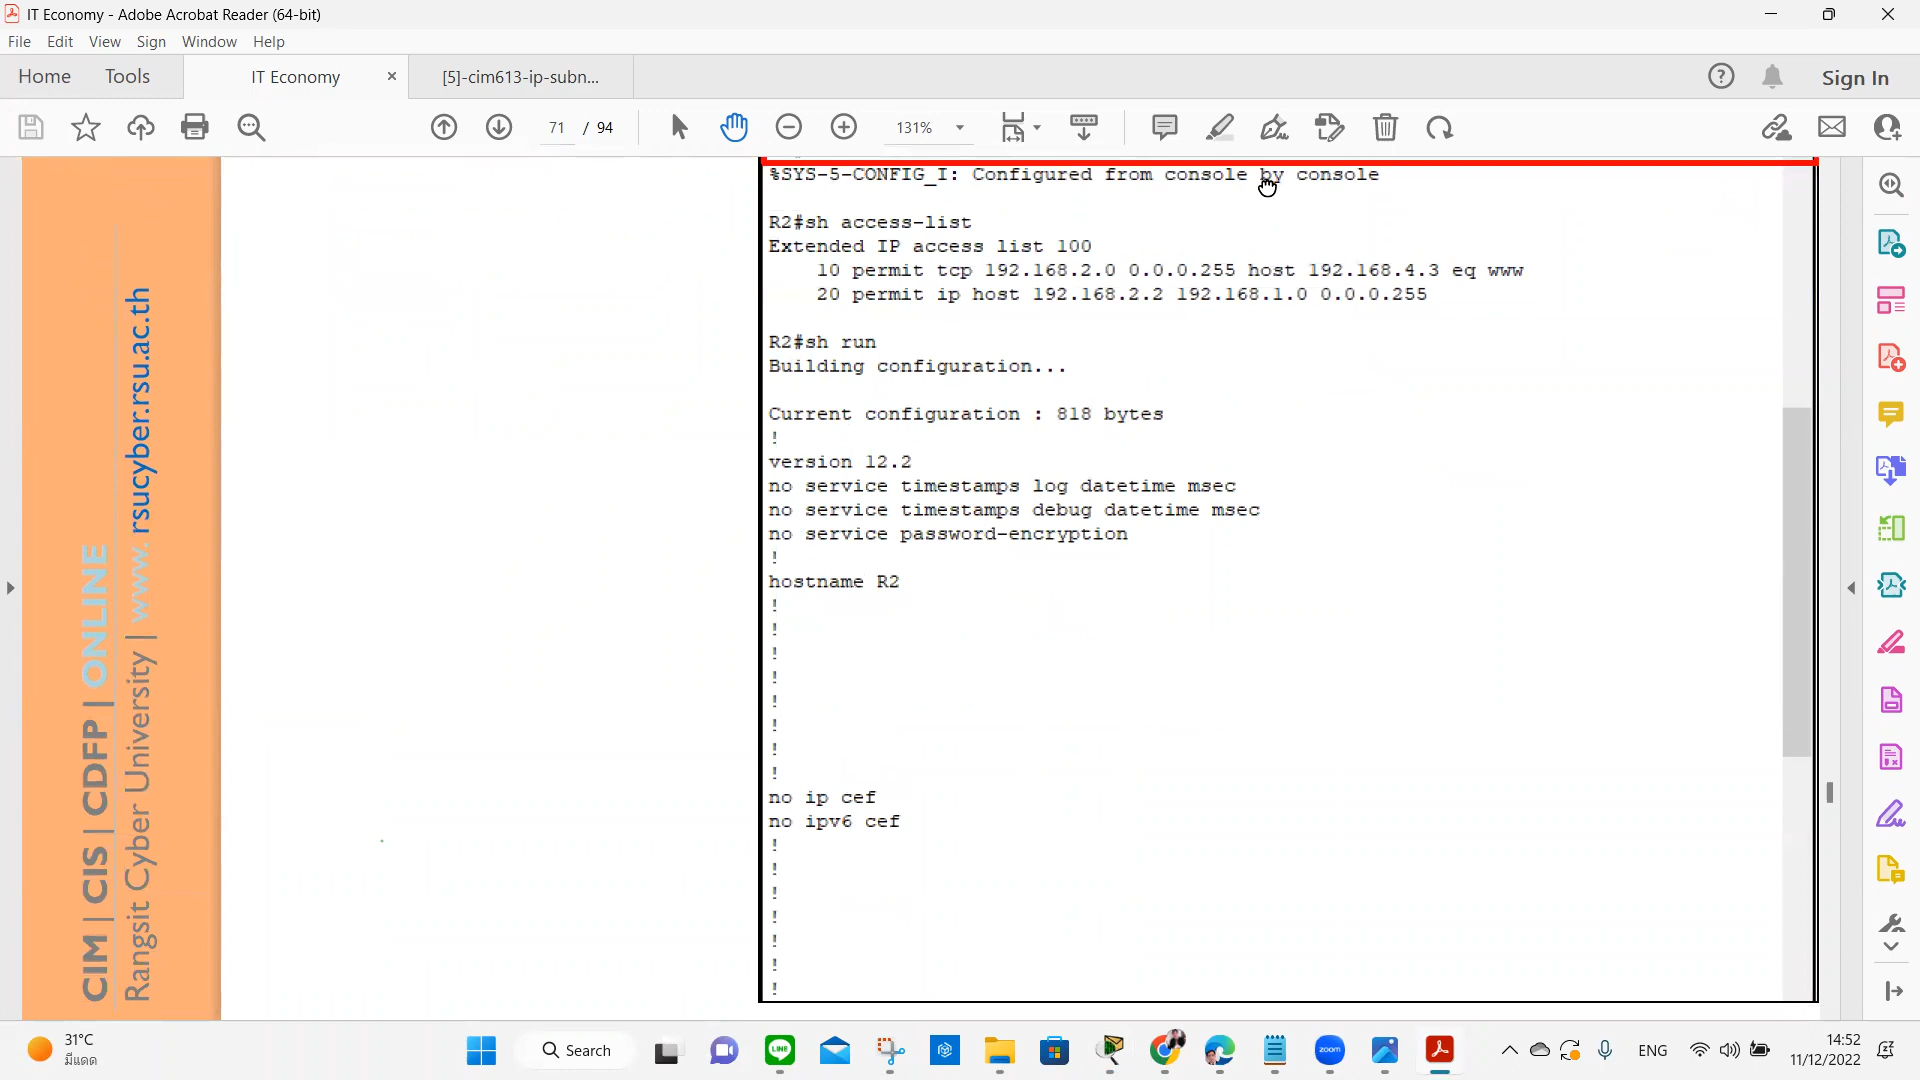 IT Economy - Adobe Acrobat Reader (64-bit)
File Edit View Sign Window Help
Home Tools IT Economy × [5]-cim613-ip-subn... Sign In
71 / 94 131%
%SYS-5-CONFIG_I: Configured from console by console
R2#sh access-list
Extended IP access list 100
10 permit tcp 192.168.2.0 0.0.0.255 host 192.168.4.3 eq www
20 permit ip host 192.168.2.2 192.168.1.0 0.0.0.255
R2#sh run
Building configuration...
Current configuration : 818 bytes
!
version 12.2
no service timestamps log datetime msec
no service timestamps debug datetime msec
no service password-encryption
!
hostname R2
!
!
!
!
!
!
!
!
no ip cef
no ipv6 cef
!
!
!
!
!
!
!
CIM | CIS | CDFP | ONLINE
Rangsit Cyber University | www. rsucyber.rsu.ac.th
31°C
มีแดด
Search
LINE
zoom
ENG
14:52
11/12/2022